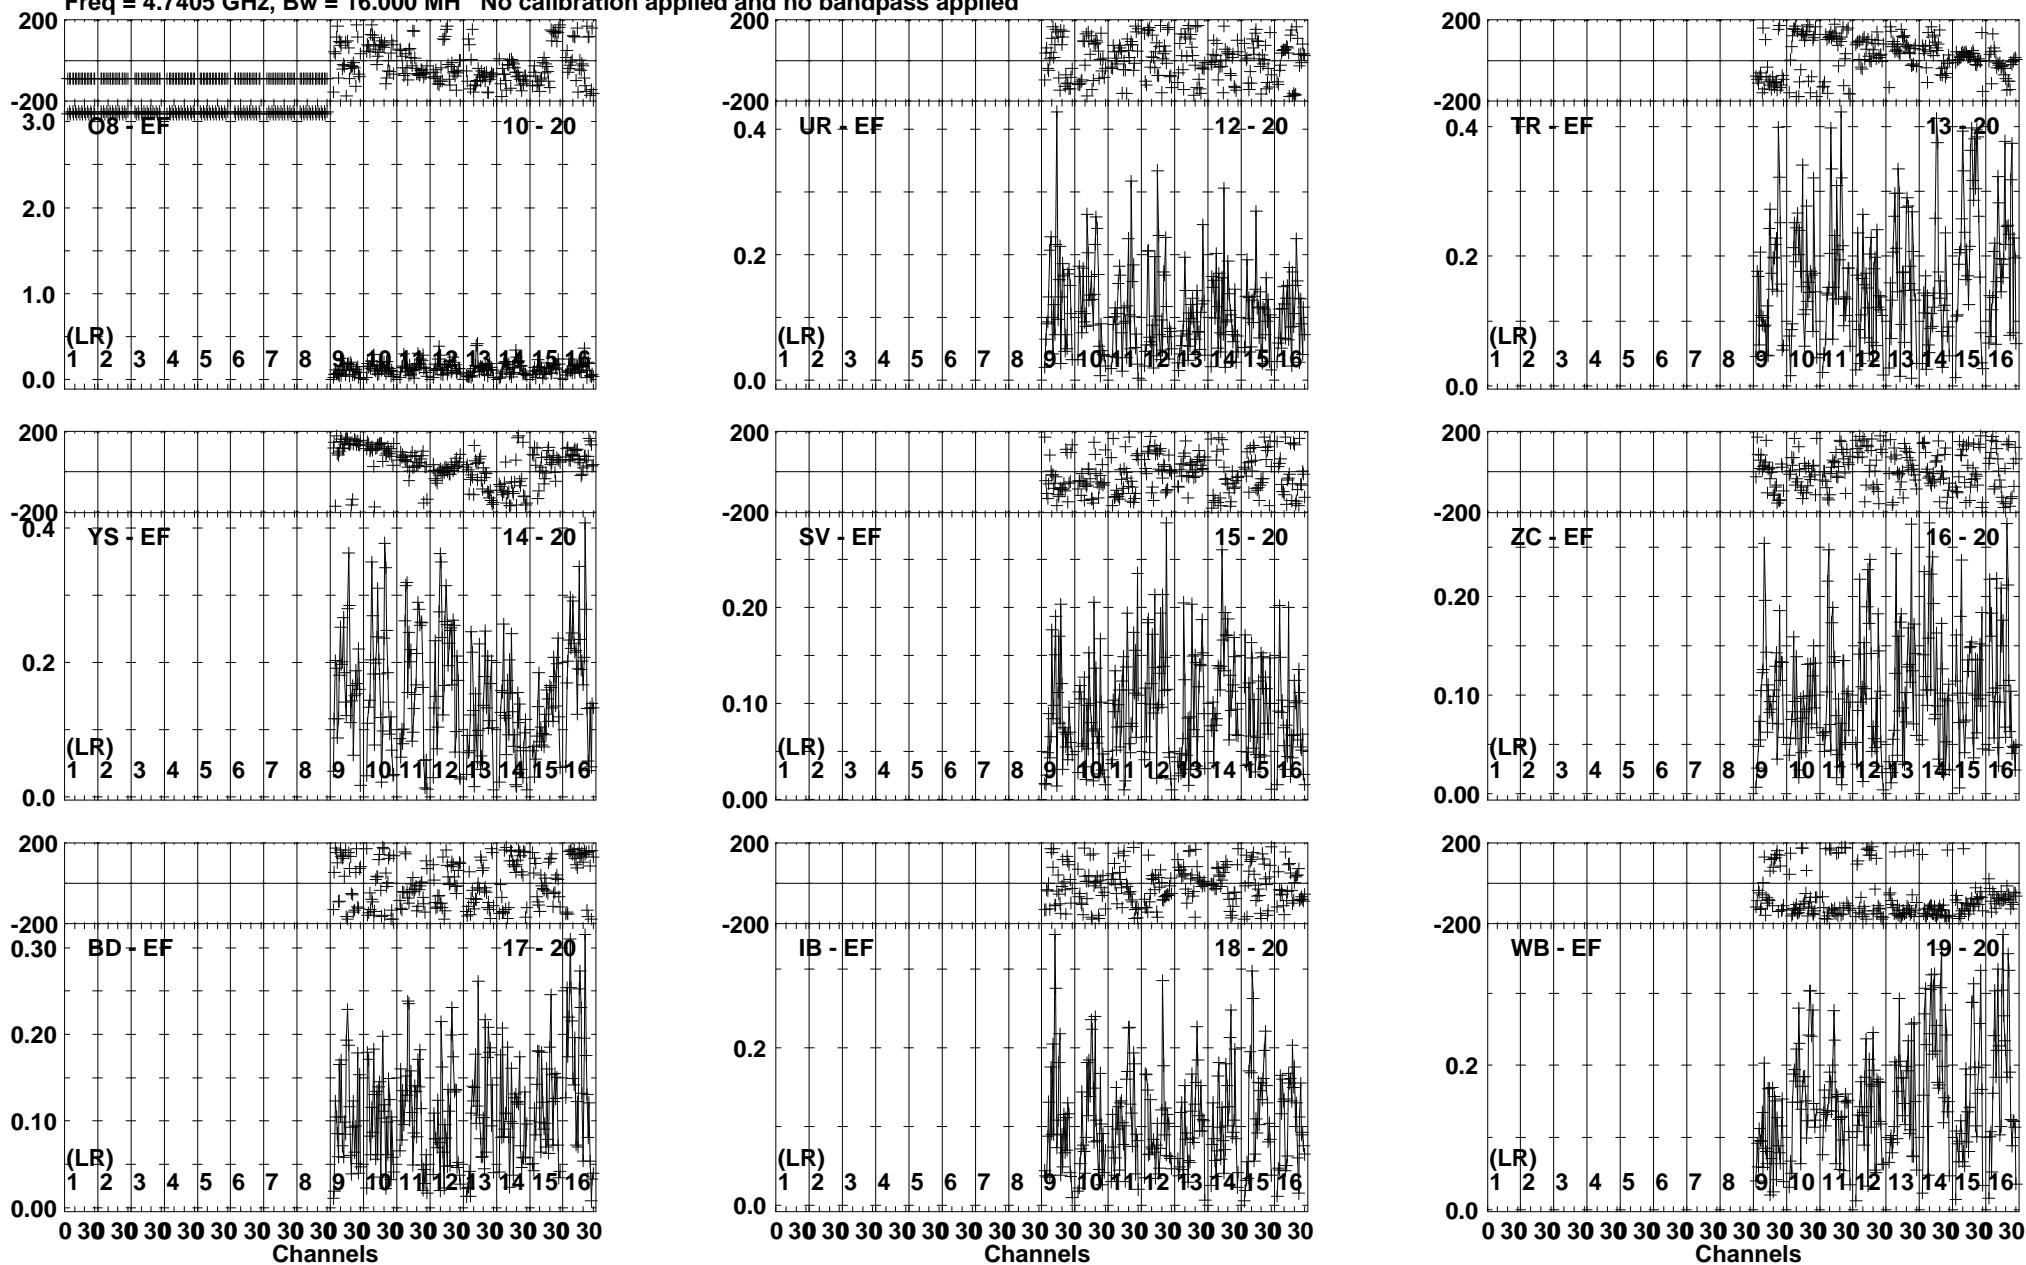 Freq = 4.7405 GHz, Bw = 16.000 MH No calibration applied and no bandpass applied
200
-200
3.0
2.0
1.0
0.0
O8 - EF
10 - 20
(LR)
1 2 3 4 5 6 7 8 9 10 11 12 13 14 15 16
200
-200
0.4
0.2
0.0
UR - EF
12 - 20
(LR)
1 2 3 4 5 6 7 8 9 10 11 12 13 14 15 16
200
-200
0.4
0.2
0.0
TR - EF
13 - 20
(LR)
1 2 3 4 5 6 7 8 9 10 11 12 13 14 15 16
200
-200
0.4
0.2
0.0
YS - EF
14 - 20
(LR)
1 2 3 4 5 6 7 8 9 10 11 12 13 14 15 16
200
-200
0.20
0.10
0.00
SV - EF
15 - 20
(LR)
1 2 3 4 5 6 7 8 9 10 11 12 13 14 15 16
200
-200
0.20
0.10
0.00
ZC - EF
16 - 20
(LR)
1 2 3 4 5 6 7 8 9 10 11 12 13 14 15 16
200
-200
0.30
0.20
0.10
0.00
BD - EF
17 - 20
(LR)
1 2 3 4 5 6 7 8 9 10 11 12 13 14 15 16
0 30 30 30 30 30 30 30 30 30 30 30 30 30 30 30 30
Channels
200
-200
0.2
0.0
IB - EF
18 - 20
(LR)
1 2 3 4 5 6 7 8 9 10 11 12 13 14 15 16
0 30 30 30 30 30 30 30 30 30 30 30 30 30 30 30 30
Channels
200
-200
0.2
0.0
WB - EF
19 - 20
(LR)
1 2 3 4 5 6 7 8 9 10 11 12 13 14 15 16
0 30 30 30 30 30 30 30 30 30 30 30 30 30 30 30 30
Channels